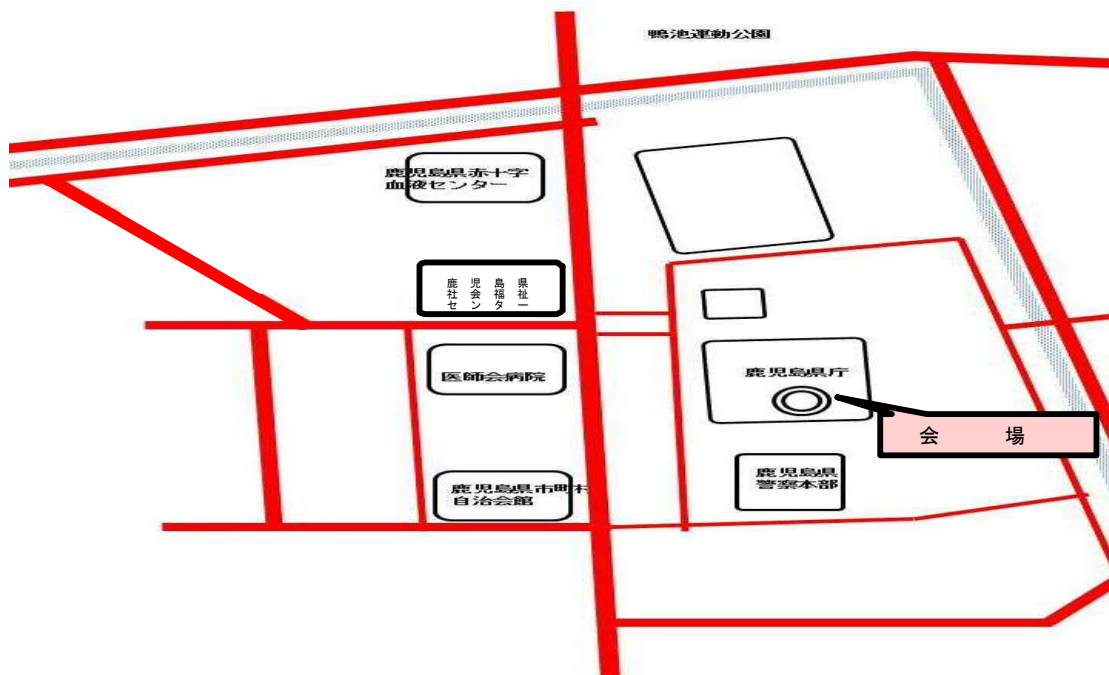 鴨池運動公園
鹿児島県赤十字
血液センター
鹿児島県
社会福祉
センター
医師会病院
鹿児島県庁
会場
鹿児島県
警察本部
鹿児島県市町村
自治会館